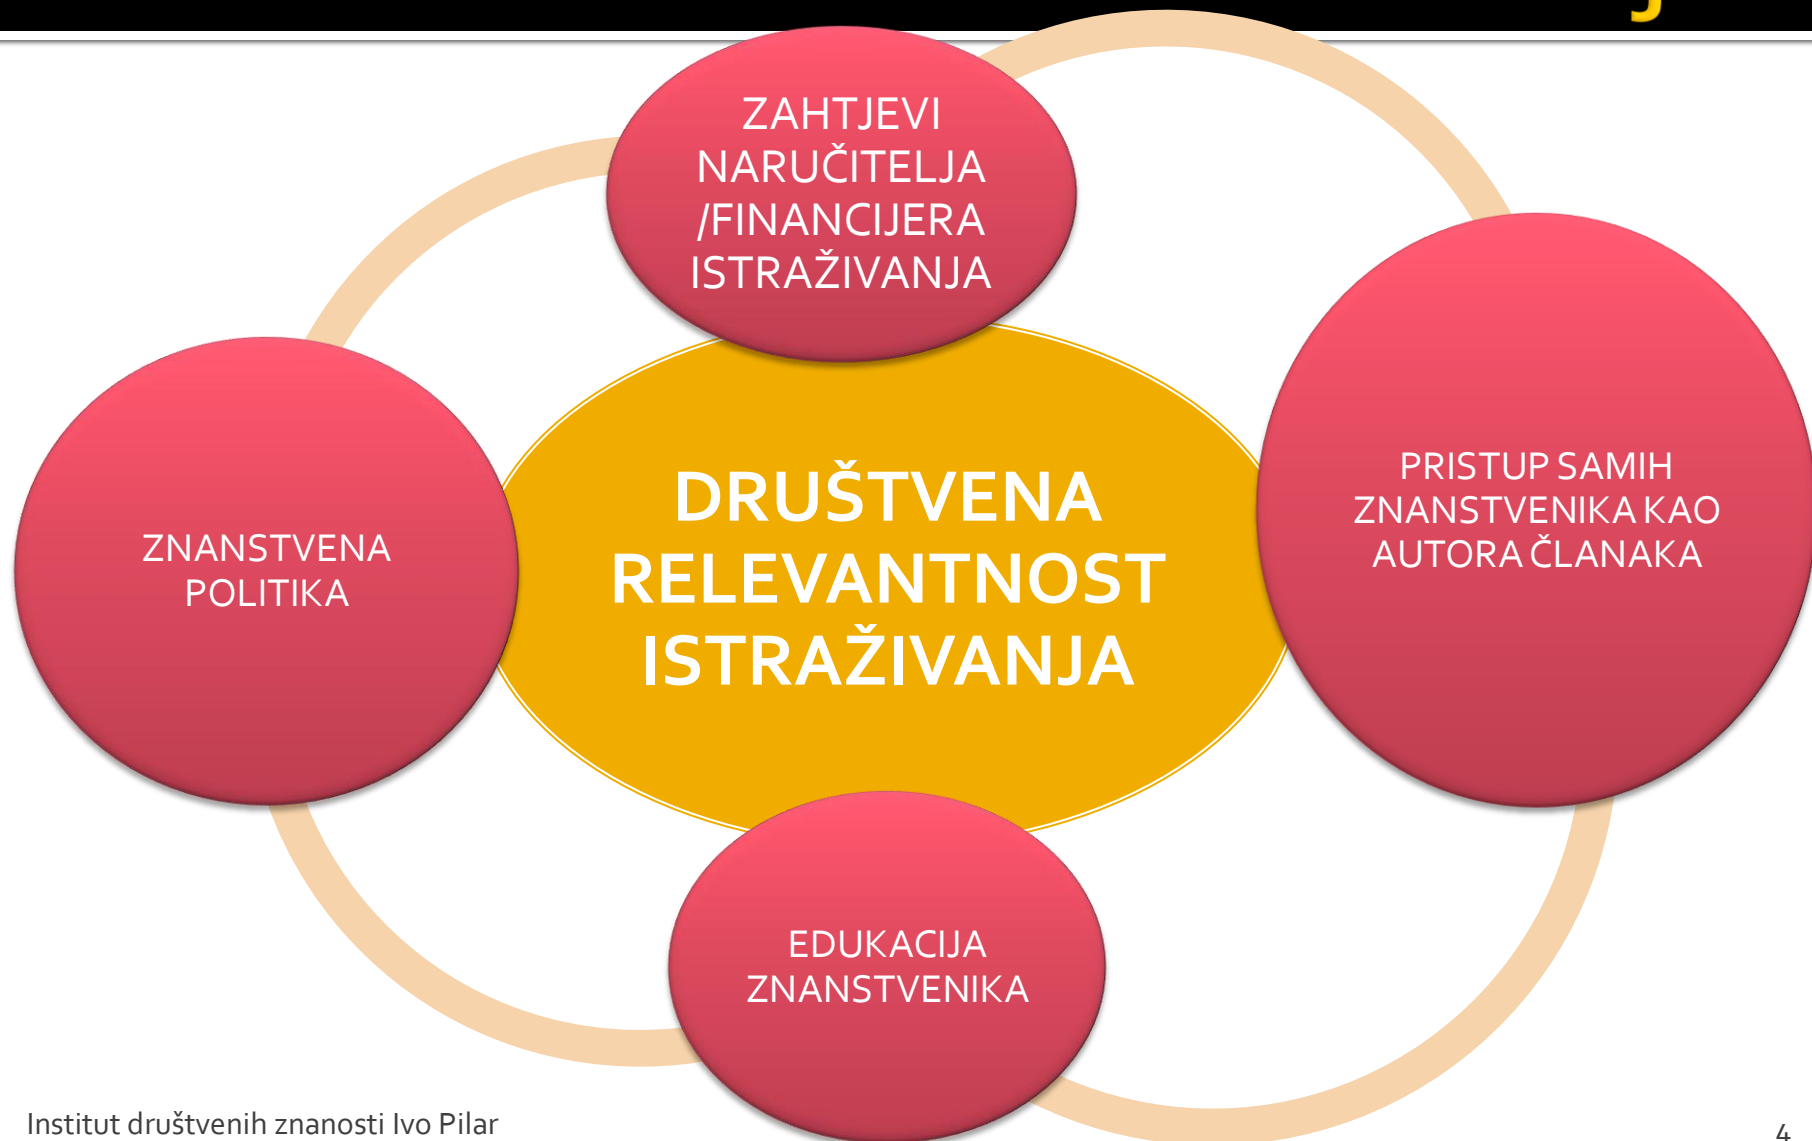 ZAHTJEVI
NARUČITELJA
/FINANCIJERA
ISTRAŽIVANJA
PRISTUP SAMIH
ZNANSTVENIKA KAO
AUTORA ČLANAKA
DRUŠTVENA
RELEVANTNOST
ISTRAŽIVANJA
ZNANSTVENA
POLITIKA
EDUKACIJA
ZNANSTVENIKA
Institut društvenih znanosti Ivo Pilar
4